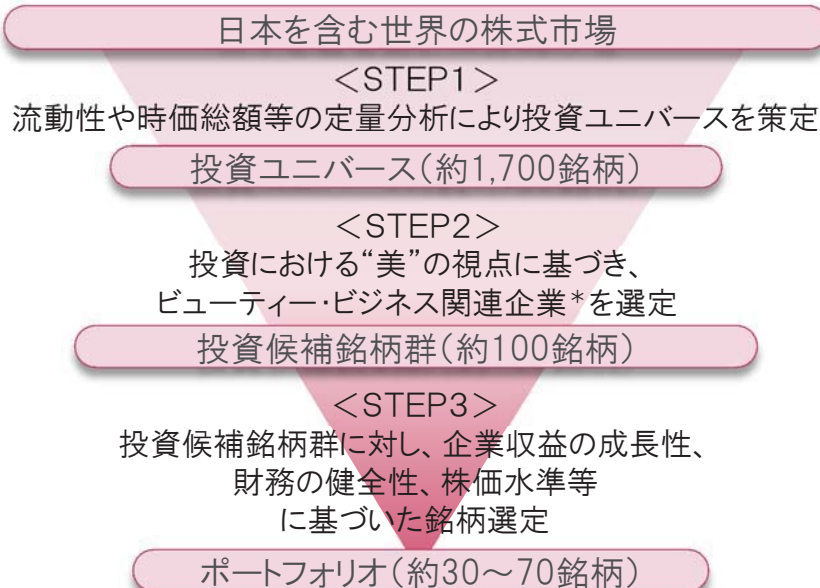 日本を含む世界の株式市場
＜STEP1＞
流動性や時価総額等の定量分析により投資ユニバースを策定
投資ユニバース（約1,700銘柄）
＜STEP2＞
投資における“美”の視点に基づき、
ビューティー・ビジネス関連企業＊を選定
投資候補銘柄群（約100銘柄）
＜STEP3＞
投資候補銘柄群に対し、企業収益の成長性、
財務の健全性、株価水準等
に基づいた銘柄選定
ポートフォリオ（約30～70銘柄）